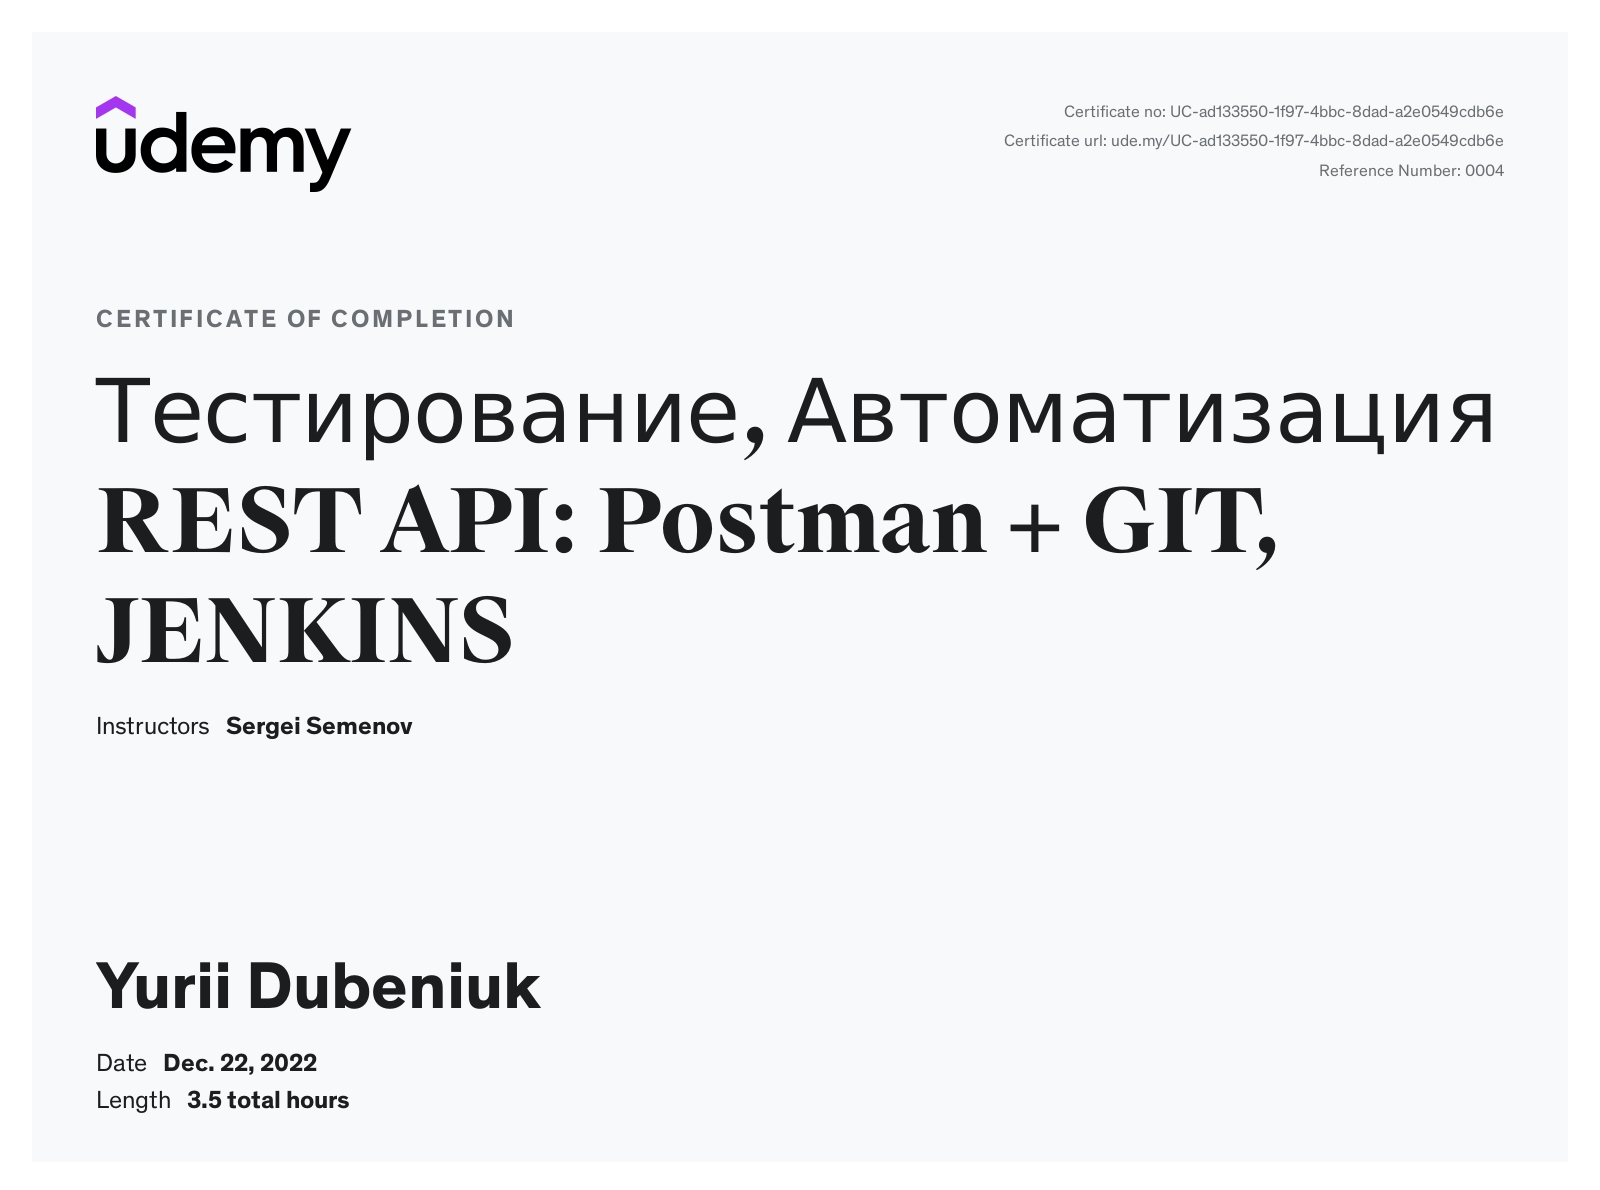 udemy
Certificate no: UC-ad133550-1f97-4bbc-8dad-a2e0549cdb6e
Certificate url: ude.my/UC-ad133550-1f97-4bbc-8dad-a2e0549cdb6e
Reference Number: 0004
CERTIFICATE OF COMPLETION
Тестирование, Автоматизация
REST API: Postman + GIT,
JENKINS
Instructors Sergei Semenov
Yurii Dubeniuk
Date Dec. 22, 2022
Length 3.5 total hours